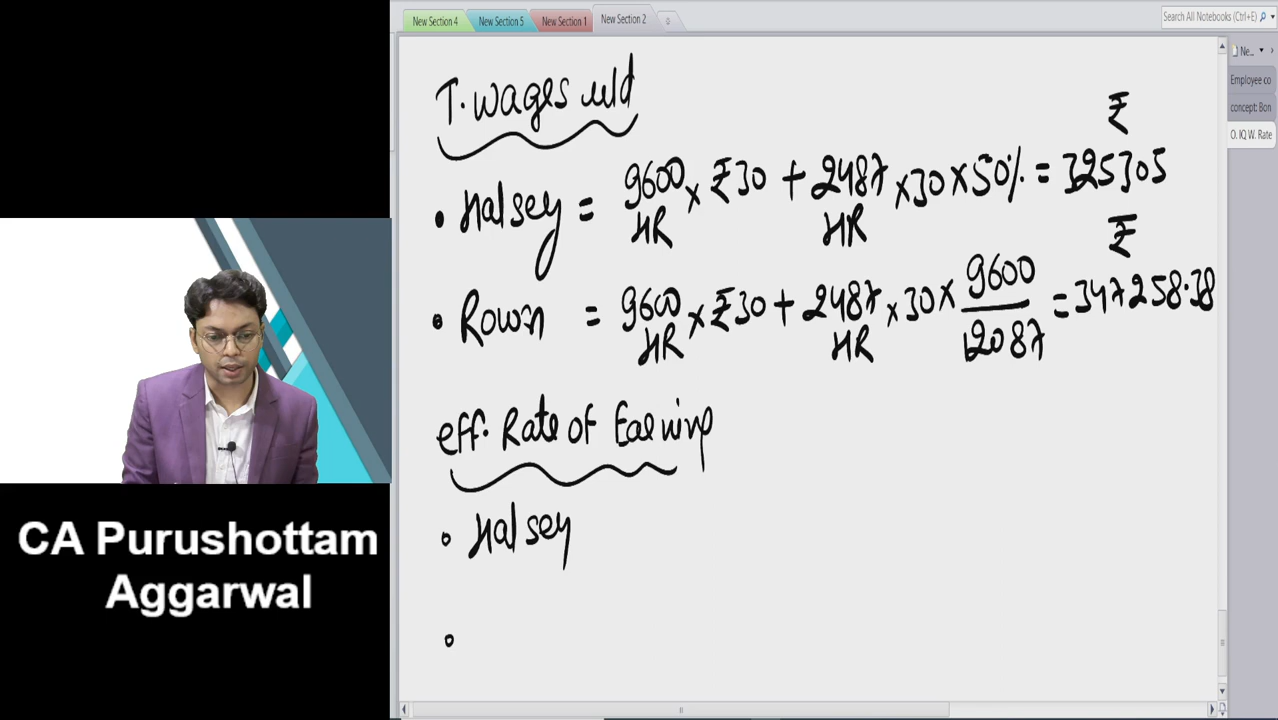 New Section 4 New Section 5 New Section 1 New Section 2
Search All Notebooks (Ctrl+E)
Ne...
Employee co
concept: Bon
O. IQ W. Rate
T. wages u/d
₹
• Halsey = 9600 HR × ₹30 + 2487 HR × 30 × 50% = 325305
₹
• Rown = 9600 HR × ₹30 + 2487 HR × 30 × 9600/12087 = 347258.38
eff. Rate of Earning
• Halsey
CA Purushottam
Aggarwal